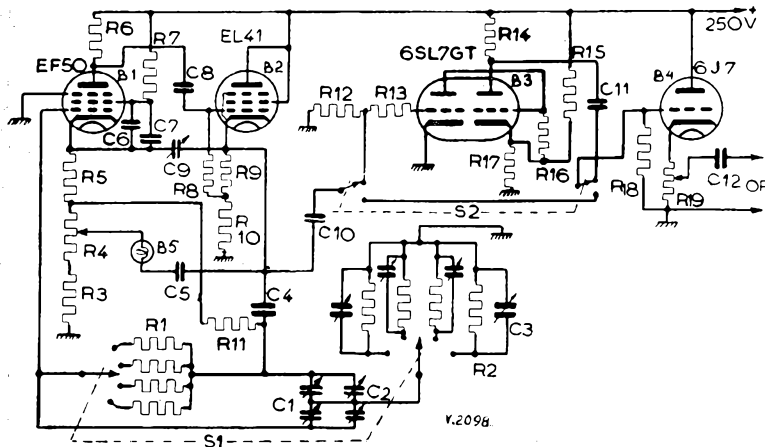 +
250V
R14
R6
R7
EL41
6SL7GT
R15
EF50
B1
B2
B3
B4
6J7
C8
C11
R12
R13
C6
C7
C9
R17
R16
R5
R8
R9
R18
C12
OP
R10
S2
R19
C10
R4
B5
C5
C4
R3
R11
C3
R1
R2
C1
C2
V.2098
S1